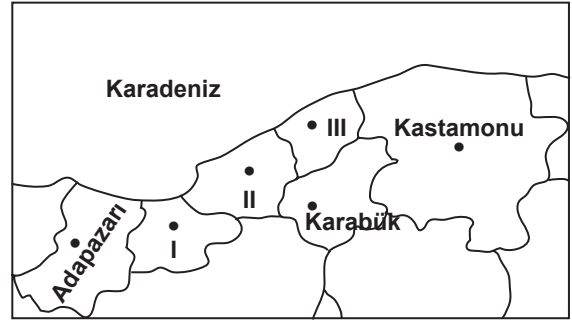 Karadeniz
III
Kastamonu
II
Karabük
Adapazarı
I